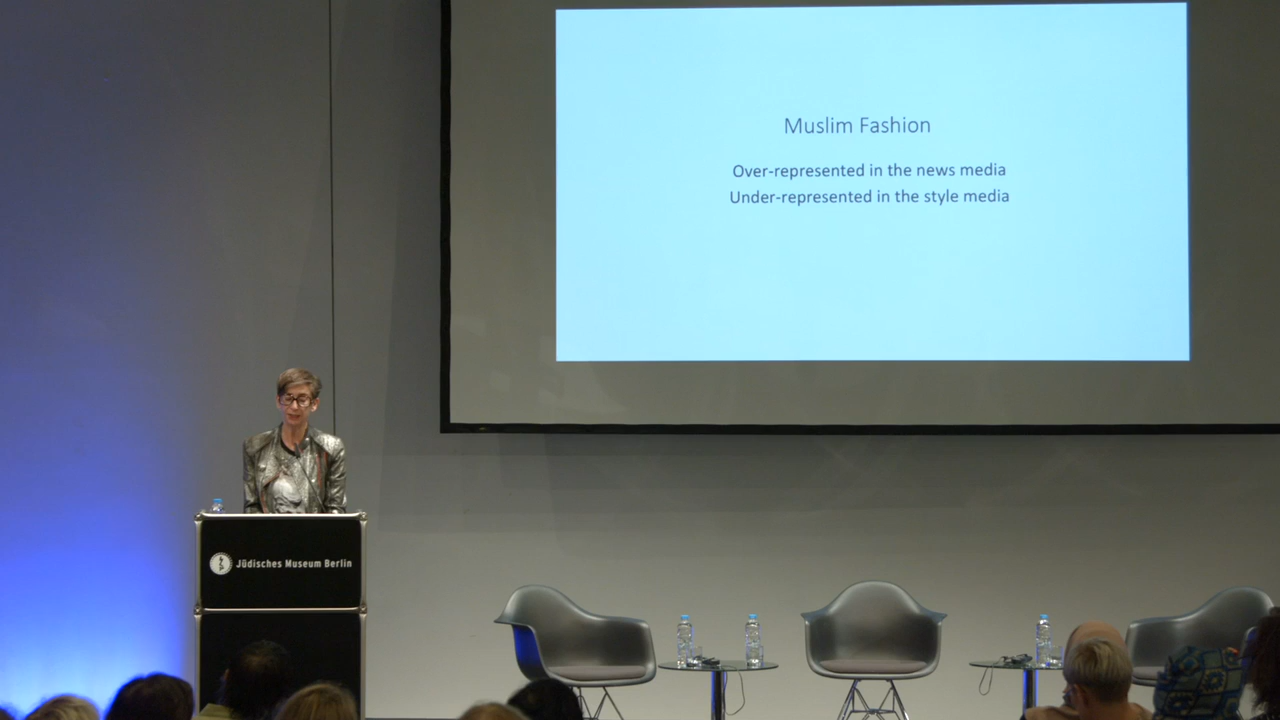 Muslim Fashion
Over-represented in the news media
Under-represented in the style media
Jüdisches Museum Berlin